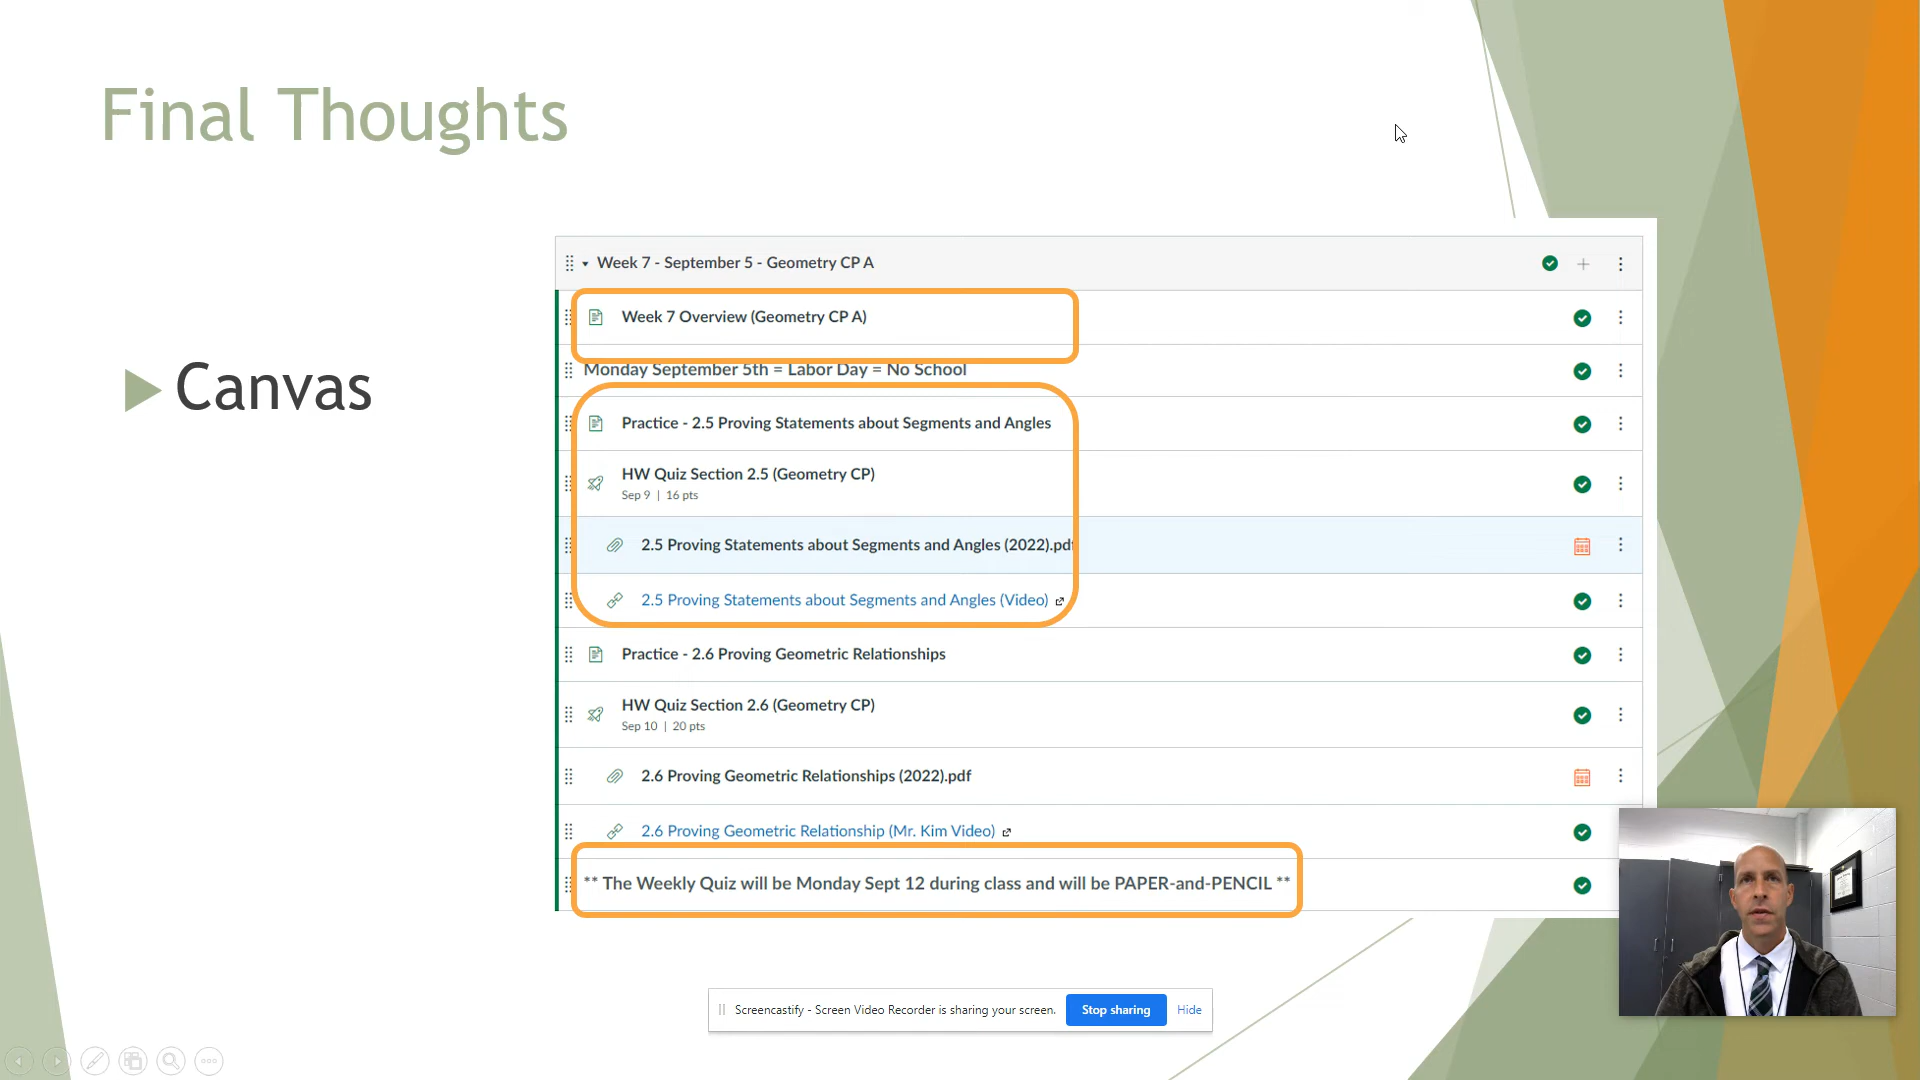 Final Thoughts
Canvas
Week 7 - September 5 - Geometry CP A
Week 7 Overview (Geometry CP A)
Monday September 5th = Labor Day = No School
Practice - 2.5 Proving Statements about Segments and Angles
HW Quiz Section 2.5 (Geometry CP)
Sep 9 | 16 pts
2.5 Proving Statements about Segments and Angles (2022).pdf
2.5 Proving Statements about Segments and Angles (Video)
Practice - 2.6 Proving Geometric Relationships
HW Quiz Section 2.6 (Geometry CP)
Sep 10 | 20 pts
2.6 Proving Geometric Relationships (2022).pdf
2.6 Proving Geometric Relationship (Mr. Kim Video)
** The Weekly Quiz will be Monday Sept 12 during class and will be PAPER-and-PENCIL **
Screencastify - Screen Video Recorder is sharing your screen. Stop sharing Hide